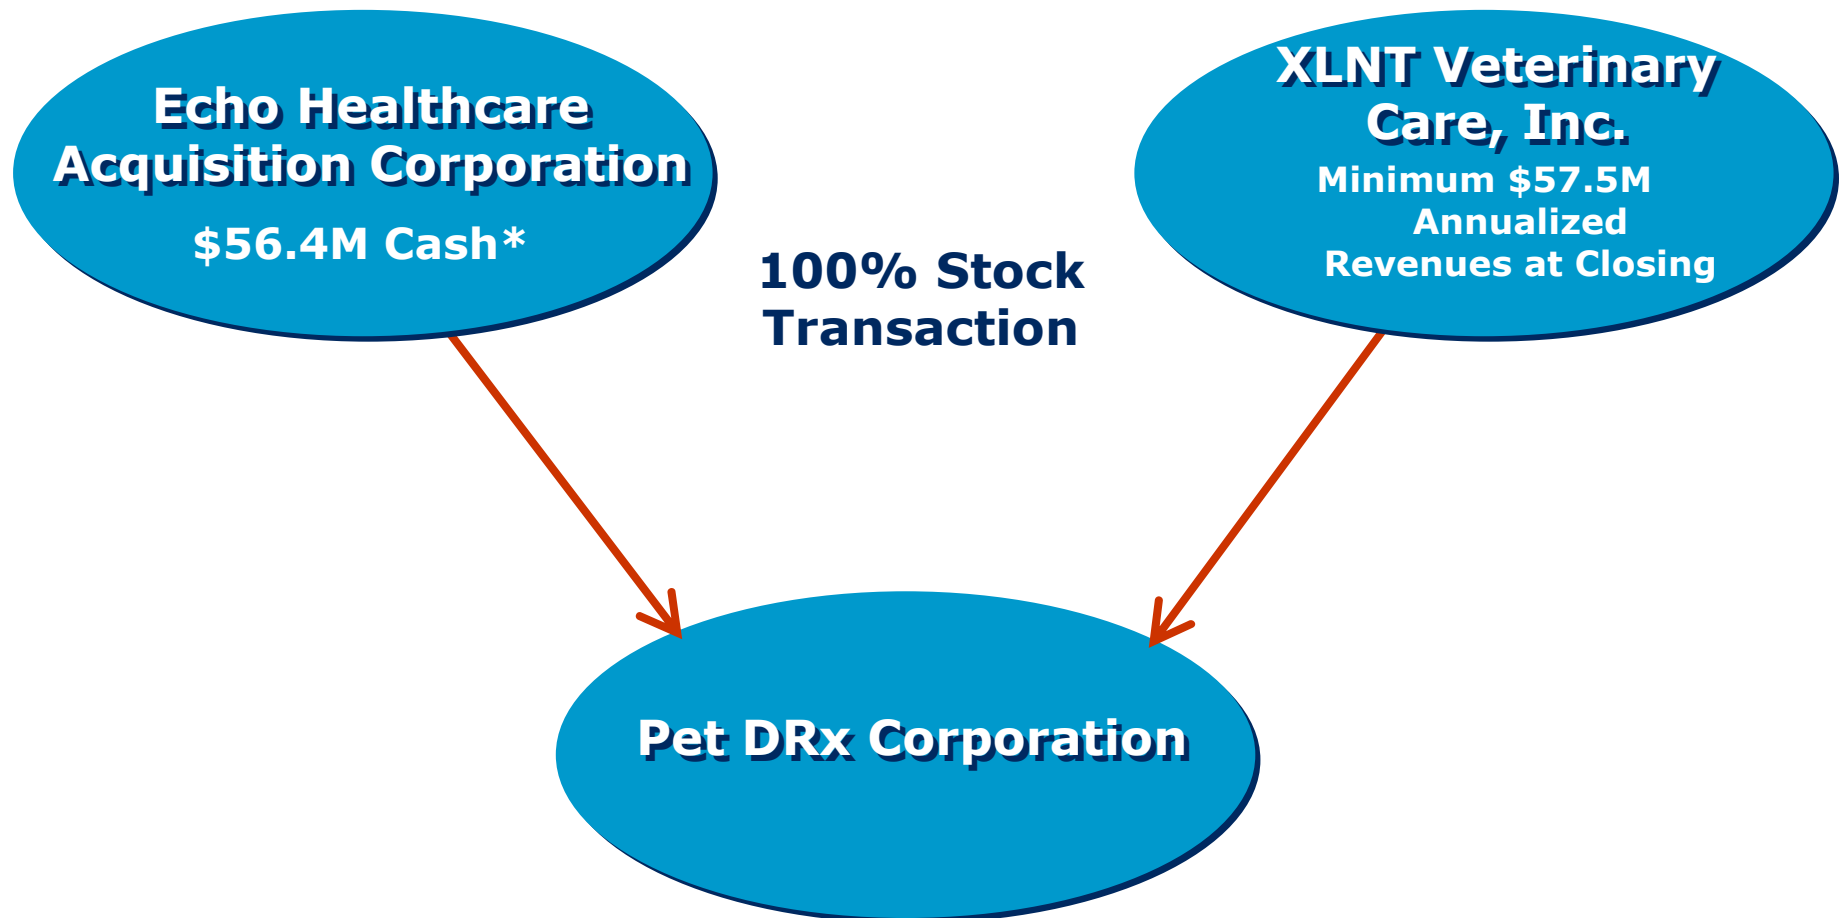 Echo Healthcare
Acquisition Corporation
$56.4M Cash*
XLNT Veterinary
Care, Inc.
Minimum $57.5M
Annualized
Revenues at Closing
100% Stock
Transaction
Pet DRx Corporation